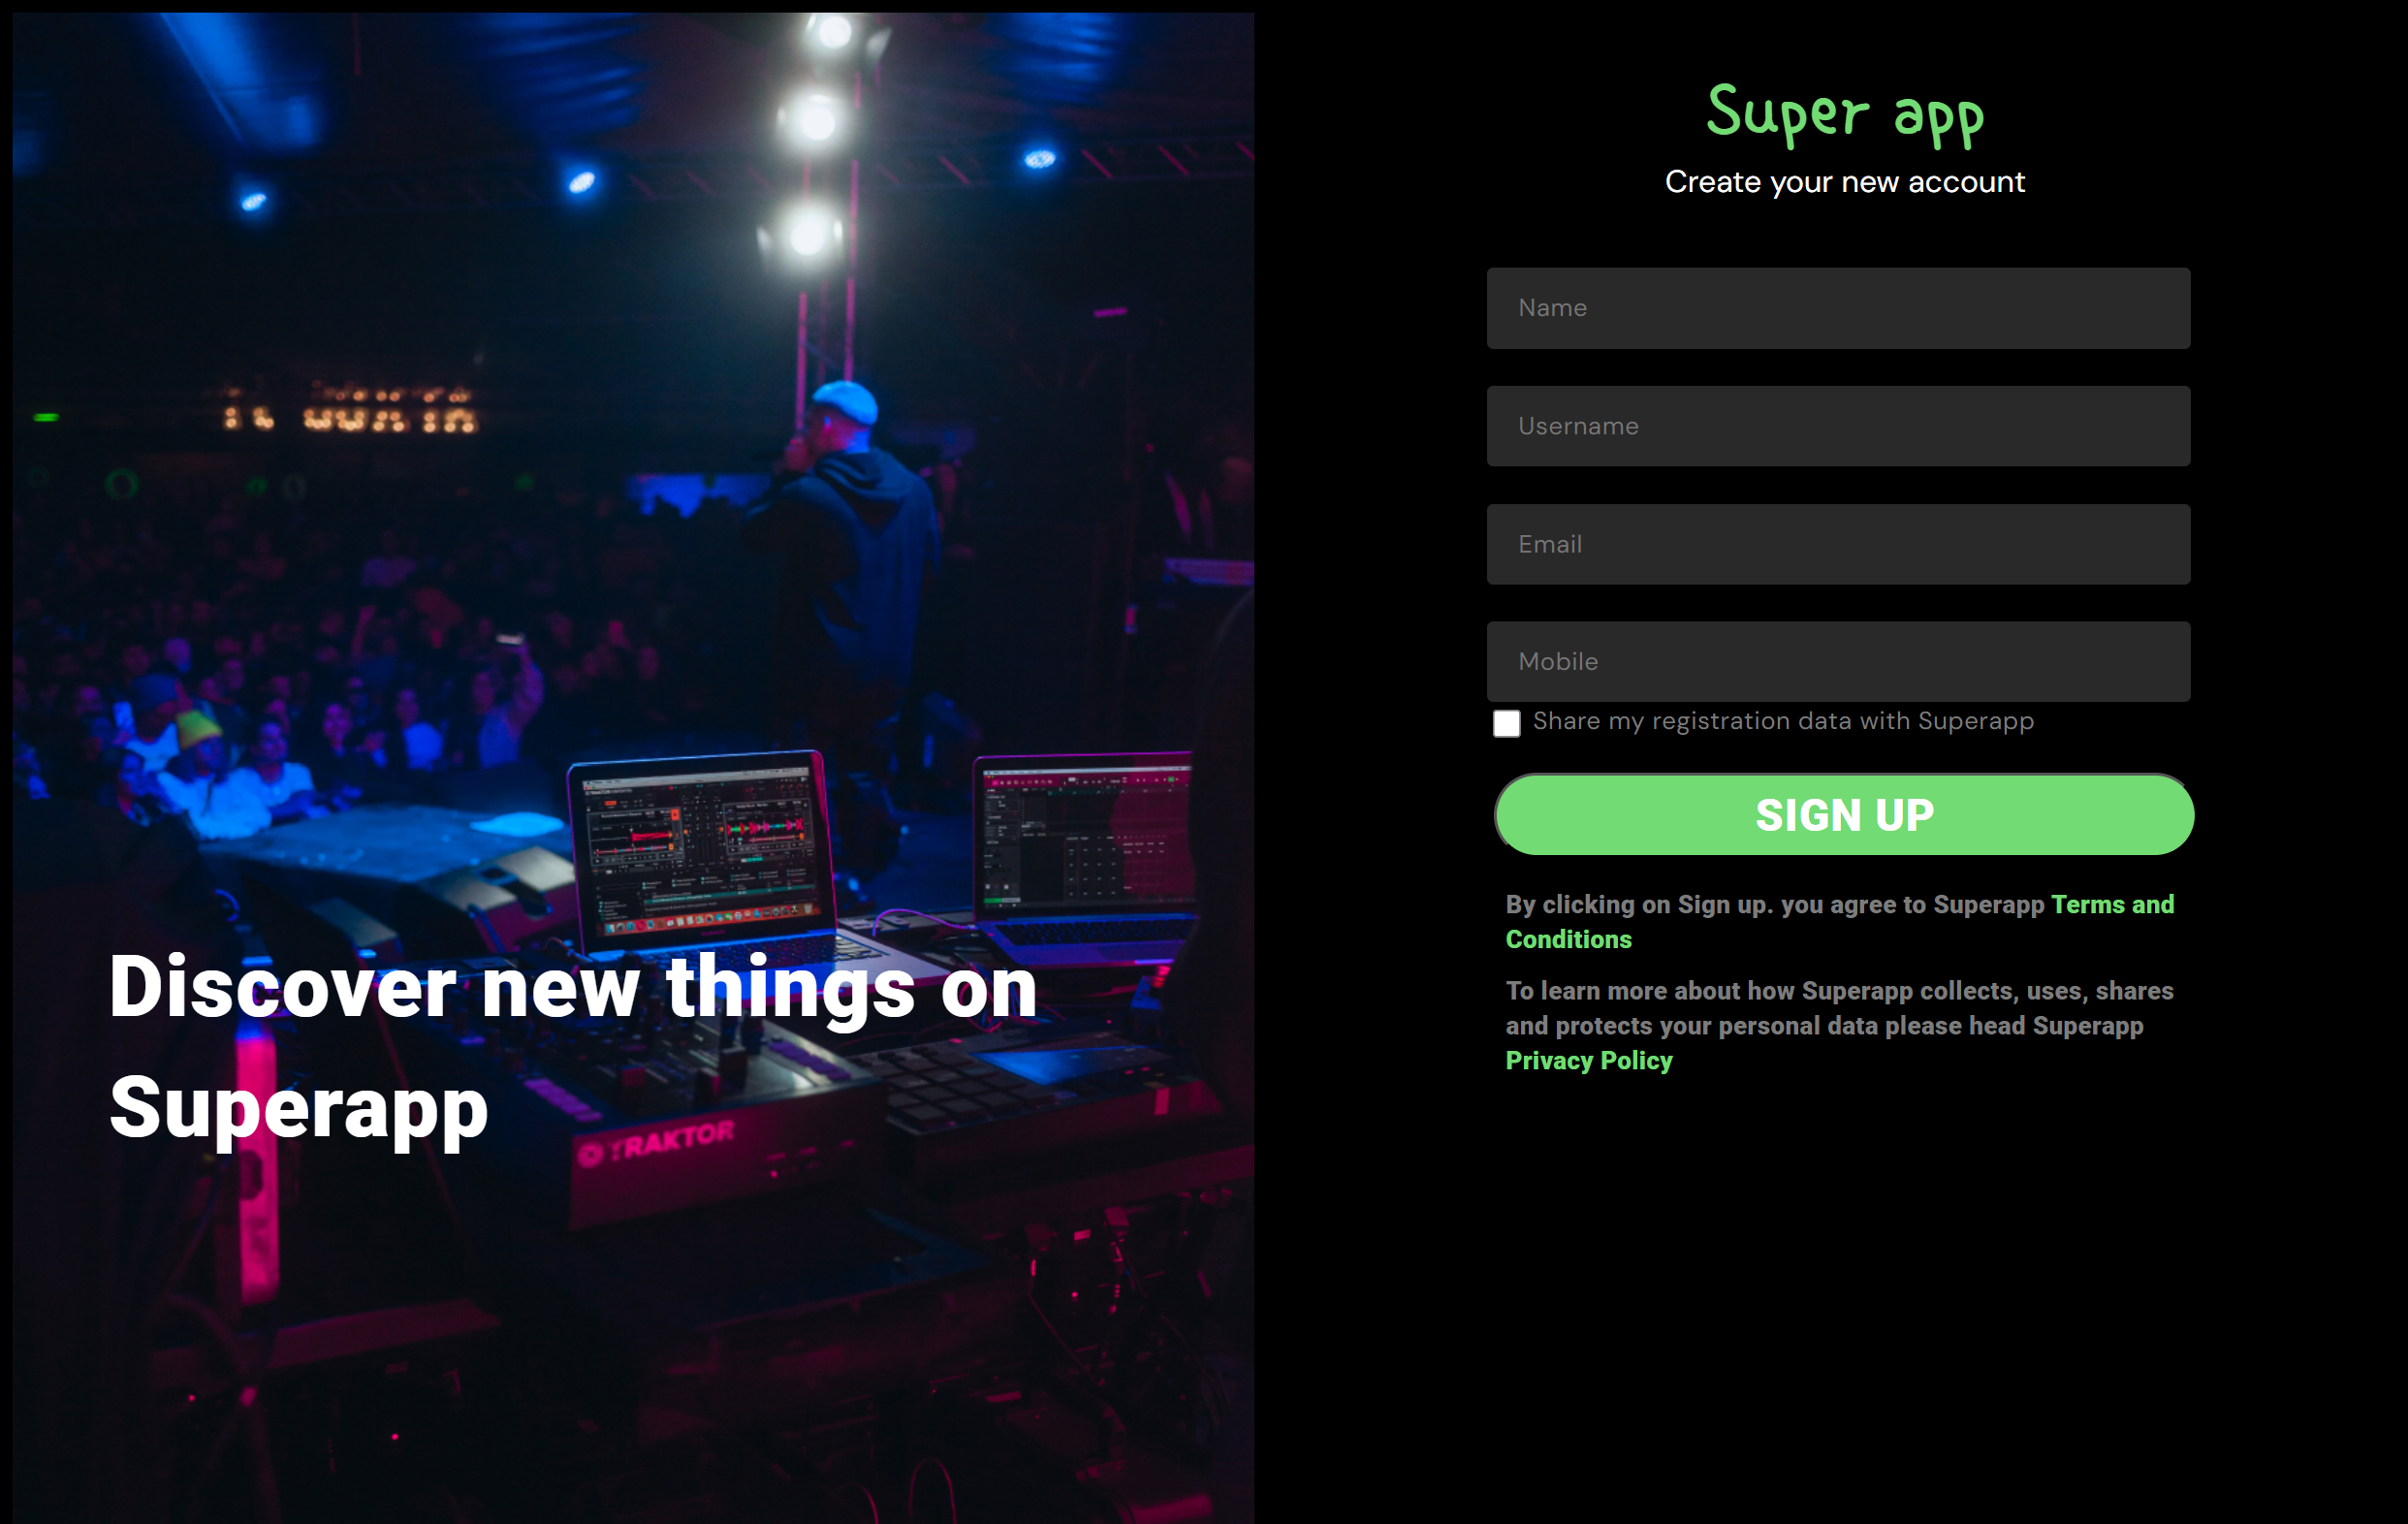 Super app
Create your new account
Name
Username
Email
Mobile
Share my registration data with Superapp
SIGN UP
By clicking on Sign up. you agree to Superapp Terms and
Conditions
To learn more about how Superapp collects, uses, shares
and protects your personal data please head Superapp
Privacy Policy
Discover new things on
Superapp
TRAKTOR